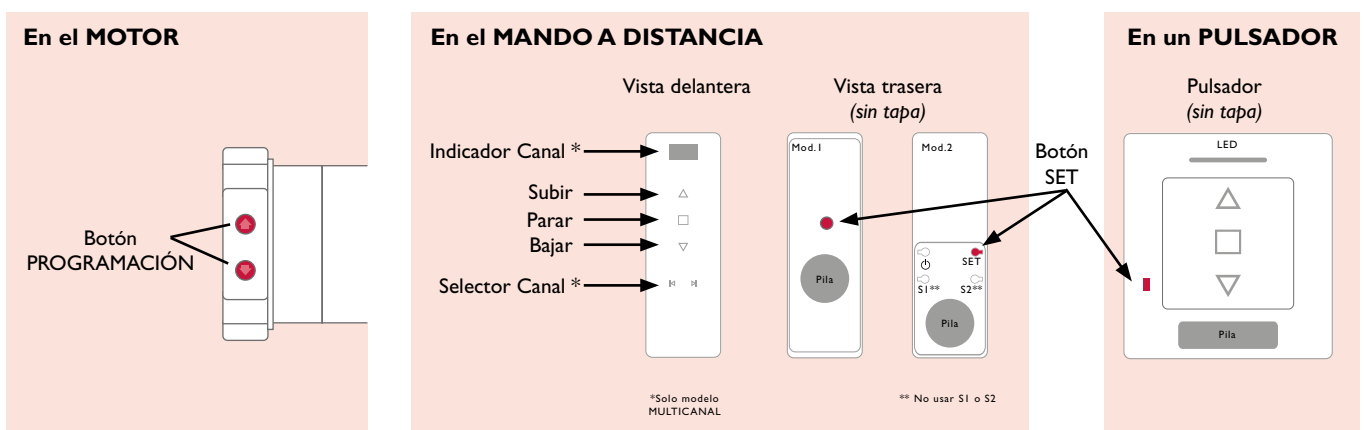 En el MOTOR
Botón
PROGRAMACIÓN
En el MANDO A DISTANCIA
Vista delantera
Indicador Canal *
Subir
Parar
Bajar
Selector Canal *
*Solo modelo
MULTICANAL
Vista trasera
(sin tapa)
Mod.1
Pila
Mod.2
SET
S1** S2**
Pila
** No usar S1 o S2
Botón
SET
En un PULSADOR
Pulsador
(sin tapa)
LED
Pila